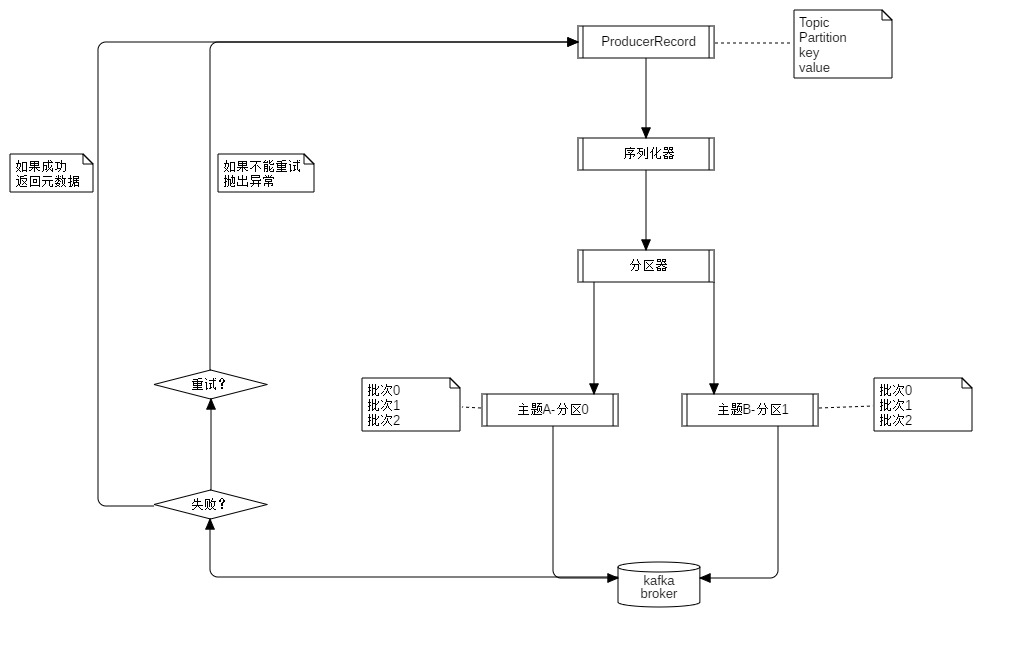 ProducerRecord
Topic
Partition
key
value
如果成功
返回元数据
如果不能重试
抛出异常
序列化器
分区器
重试?
批次0
批次1
批次2
主题A-分区0
主题B-分区1
批次0
批次1
批次2
失败?
kafka
broker